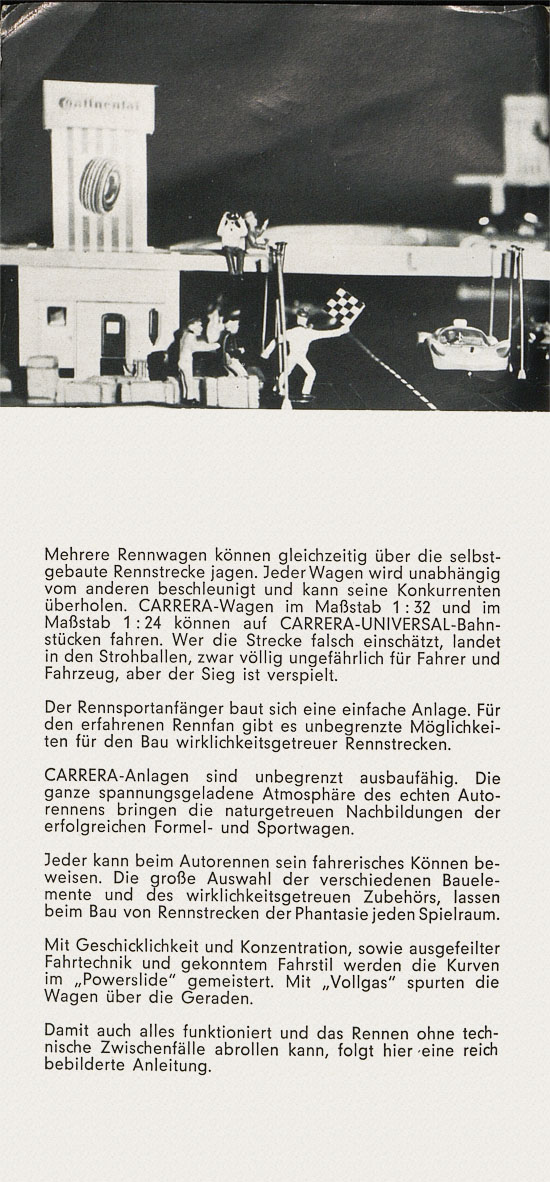 Continental
Mehrere Rennwagen können gleichzeitig über die selbst-
gebaute Rennstrecke jagen. Jeder Wagen wird unabhängig
vom anderen beschleunigt und kann seine Konkurrenten
überholen. CARRERA-Wagen im Maßstab 1:32 und im
Maßstab 1:24 können auf CARRERA-UNIVERSAL-Bahn-
stücken fahren. Wer die Strecke falsch einschätzt, landet
in den Strohballen, zwar völlig ungefährlich für Fahrer und
Fahrzeug, aber der Sieg ist verspielt.
Der Rennsportanfänger baut sich eine einfache Anlage. Für
den erfahrenen Rennfan gibt es unbegrenzte Möglichkei-
ten für den Bau wirklichkeitsgetreuer Rennstrecken.
CARRERA-Anlagen sind unbegrenzt ausbaufähig. Die
ganze spannungsgeladene Atmosphäre des echten Auto-
rennens bringen die naturgetreuen Nachbildungen der
erfolgreichen Formel- und Sportwagen.
Jeder kann beim Autorennen sein fahrerisches Können be-
weisen. Die große Auswahl der verschiedenen Bauele-
mente und des wirklichkeitsgetreuen Zubehörs, lassen
beim Bau von Rennstrecken der Phantasie jeden Spielraum.
Mit Geschicklichkeit und Konzentration, sowie ausgefeilter
Fahrtechnik und gekonntem Fahrstil werden die Kurven
im „Powerslide“ gemeistert. Mit „Vollgas“ spurten die
Wagen über die Geraden.
Damit auch alles funktioniert und das Rennen ohne tech-
nische Zwischenfälle abrollen kann, folgt hier eine reich
bebilderte Anleitung.